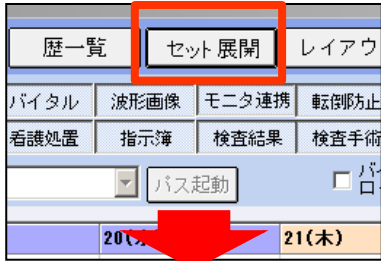 歴一覧 セット展開 レイアウ
バイタル 波形画像 モニタ連携 転倒防止
看護処置 指示簿 検査結果 検査手術
パス起動
20( 21(木)